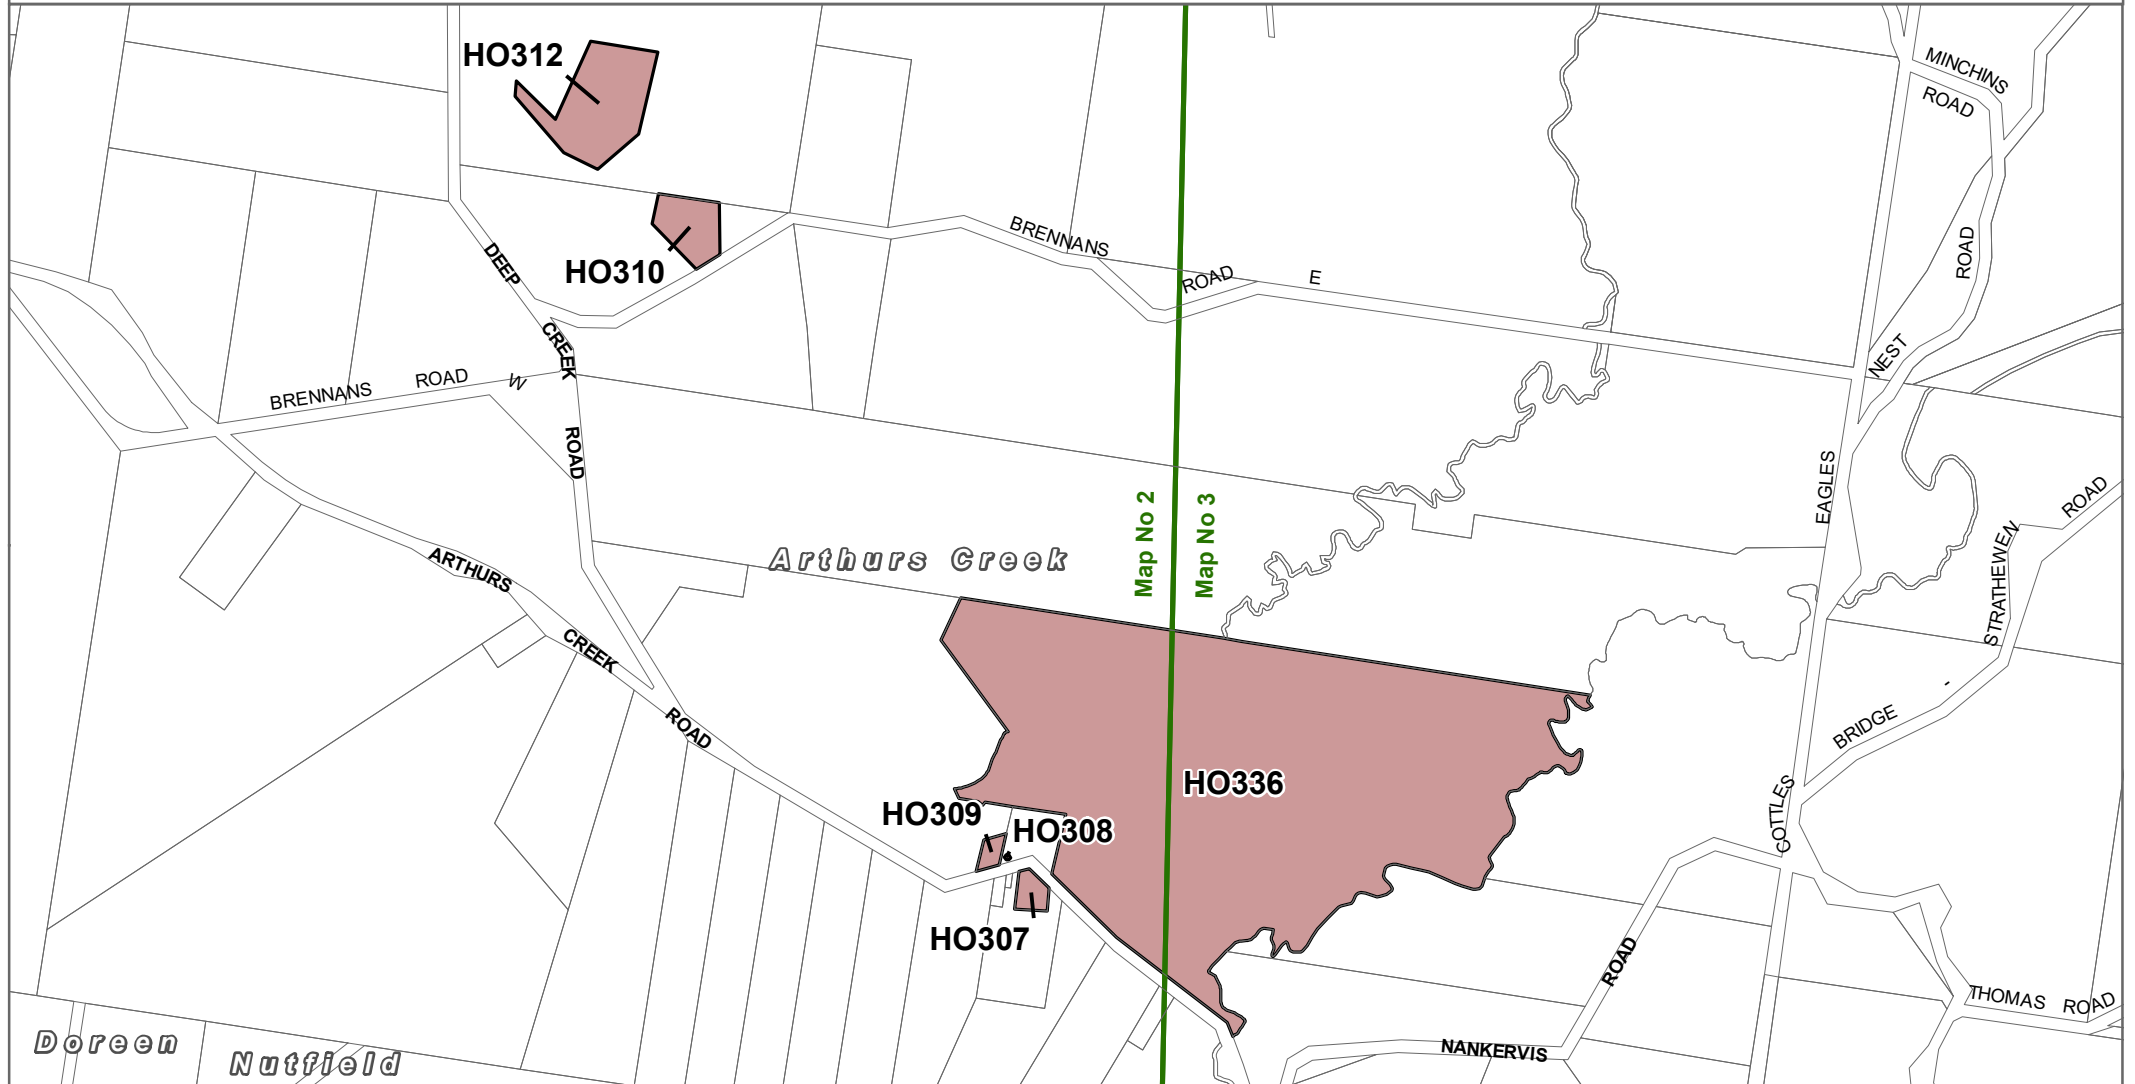 HO312
MINCHINS
ROAD
HO310
DEEP
CREEK
ROAD
BRENNANS
ROAD
E
ROAD
NEST
BRENNANS
ROAD
W
EAGLES
ROAD
STRATHEWEN
Map No 2
Map No 3
Arthurs Creek
ARTHURS
CREEK
ROAD
BRIDGE
HO336
COTTLES
HO309
HO308
HO307
ROAD
NANKERVIS
THOMAS
ROAD
Doreen
Nutfield